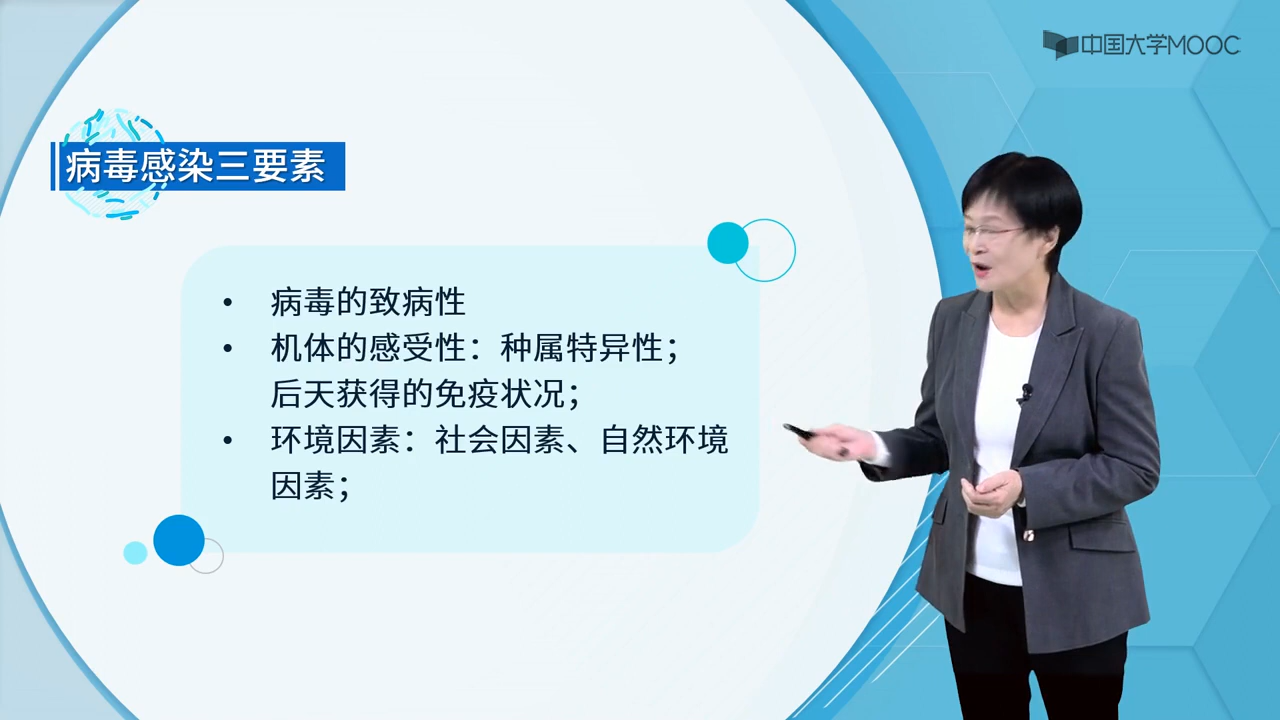 中国大学MOOC
病毒感染三要素
• 病毒的致病性
• 机体的感受性：种属特异性；
后天获得的免疫状况；
• 环境因素：社会因素、自然环境
因素；